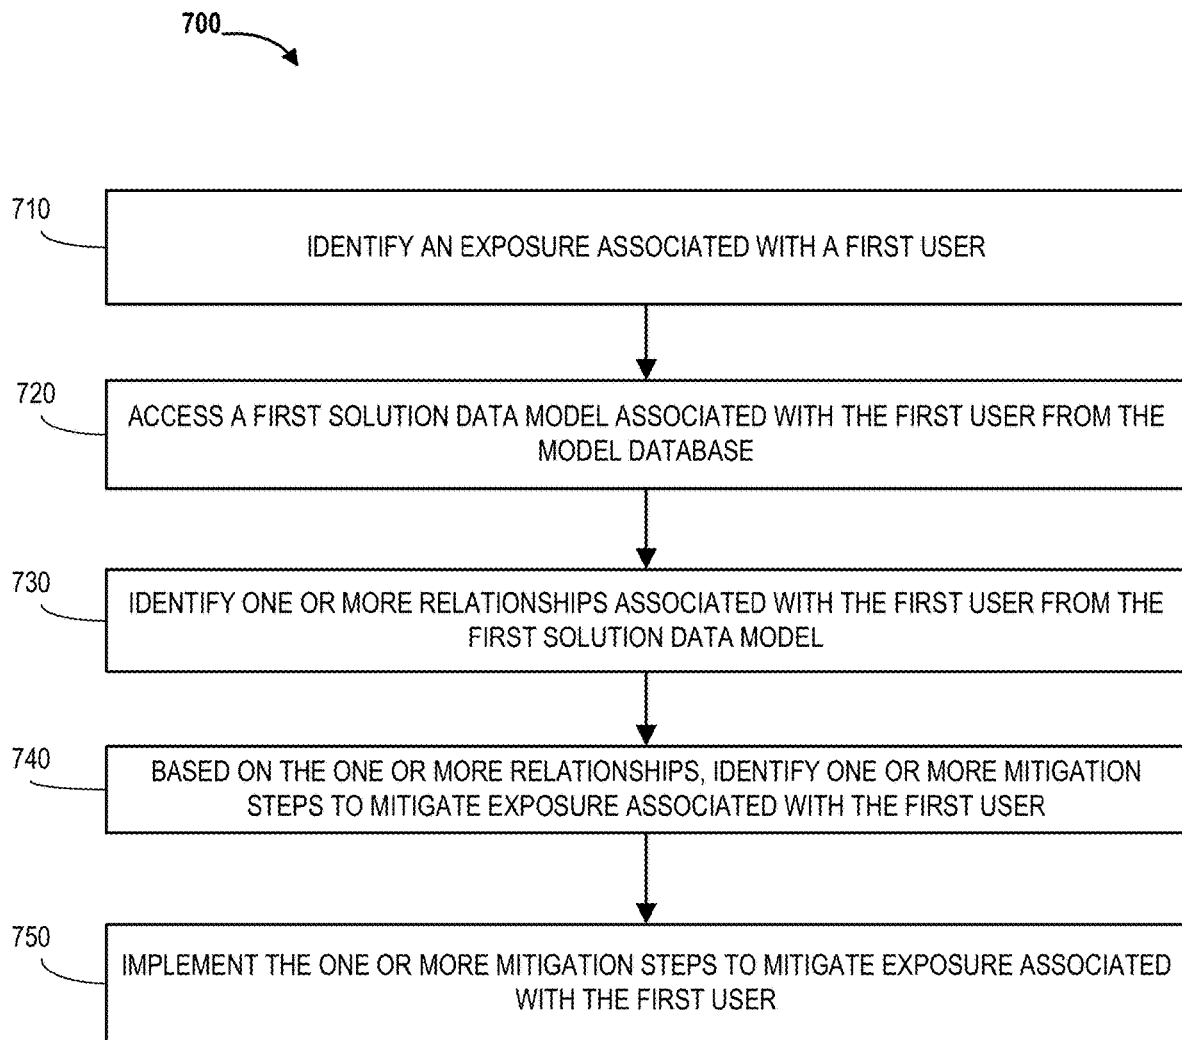 700
710
IDENTIFY AN EXPOSURE ASSOCIATED WITH A FIRST USER
720
ACCESS A FIRST SOLUTION DATA MODEL ASSOCIATED WITH THE FIRST USER FROM THE
MODEL DATABASE
730
IDENTIFY ONE OR MORE RELATIONSHIPS ASSOCIATED WITH THE FIRST USER FROM THE
FIRST SOLUTION DATA MODEL
740
BASED ON THE ONE OR MORE RELATIONSHIPS, IDENTIFY ONE OR MORE MITIGATION
STEPS TO MITIGATE EXPOSURE ASSOCIATED WITH THE FIRST USER
750
IMPLEMENT THE ONE OR MORE MITIGATION STEPS TO MITIGATE EXPOSURE ASSOCIATED
WITH THE FIRST USER